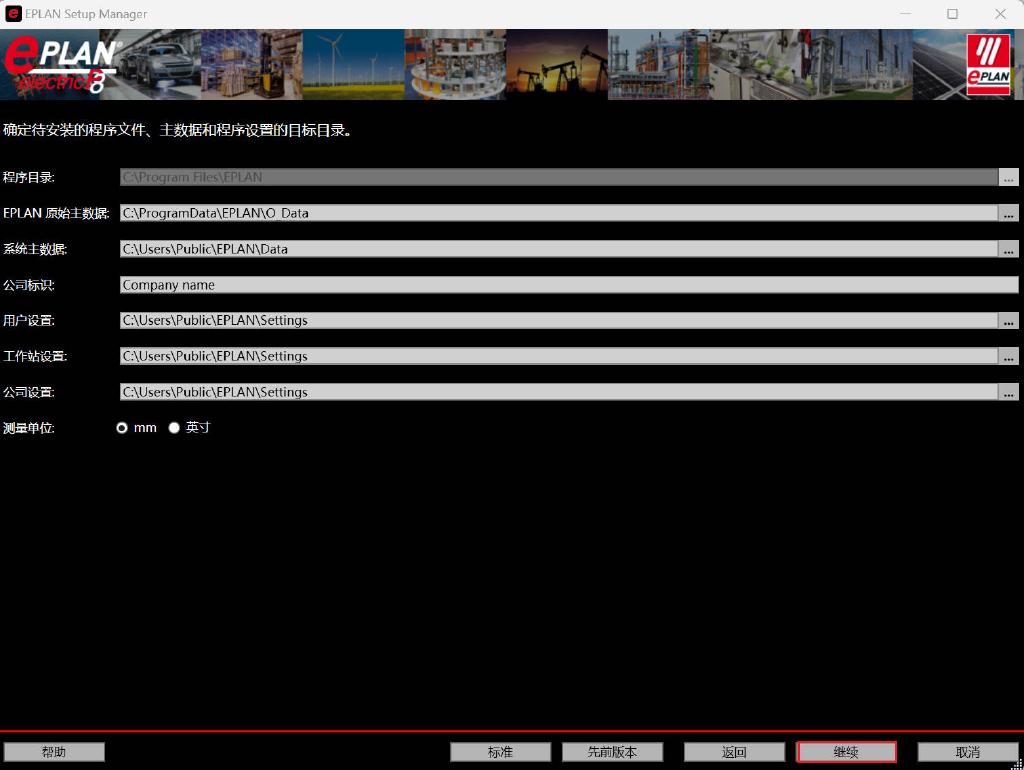 EPLAN Setup Manager
ePLAN®
electric P8
ePLAN
确定待安装的程序文件、主数据和程序设置的目标目录。
程序目录: C:\Program Files\EPLAN ...
EPLAN 原始主数据: C:\ProgramData\EPLAN\O_Data ...
系统主数据: C:\Users\Public\EPLAN\Data ...
公司标识: Company name
用户设置: C:\Users\Public\EPLAN\Settings ...
工作站设置: C:\Users\Public\EPLAN\Settings ...
公司设置: C:\Users\Public\EPLAN\Settings ...
测量单位: mm 英寸
帮助 标准 先前版本 返回 继续 取消